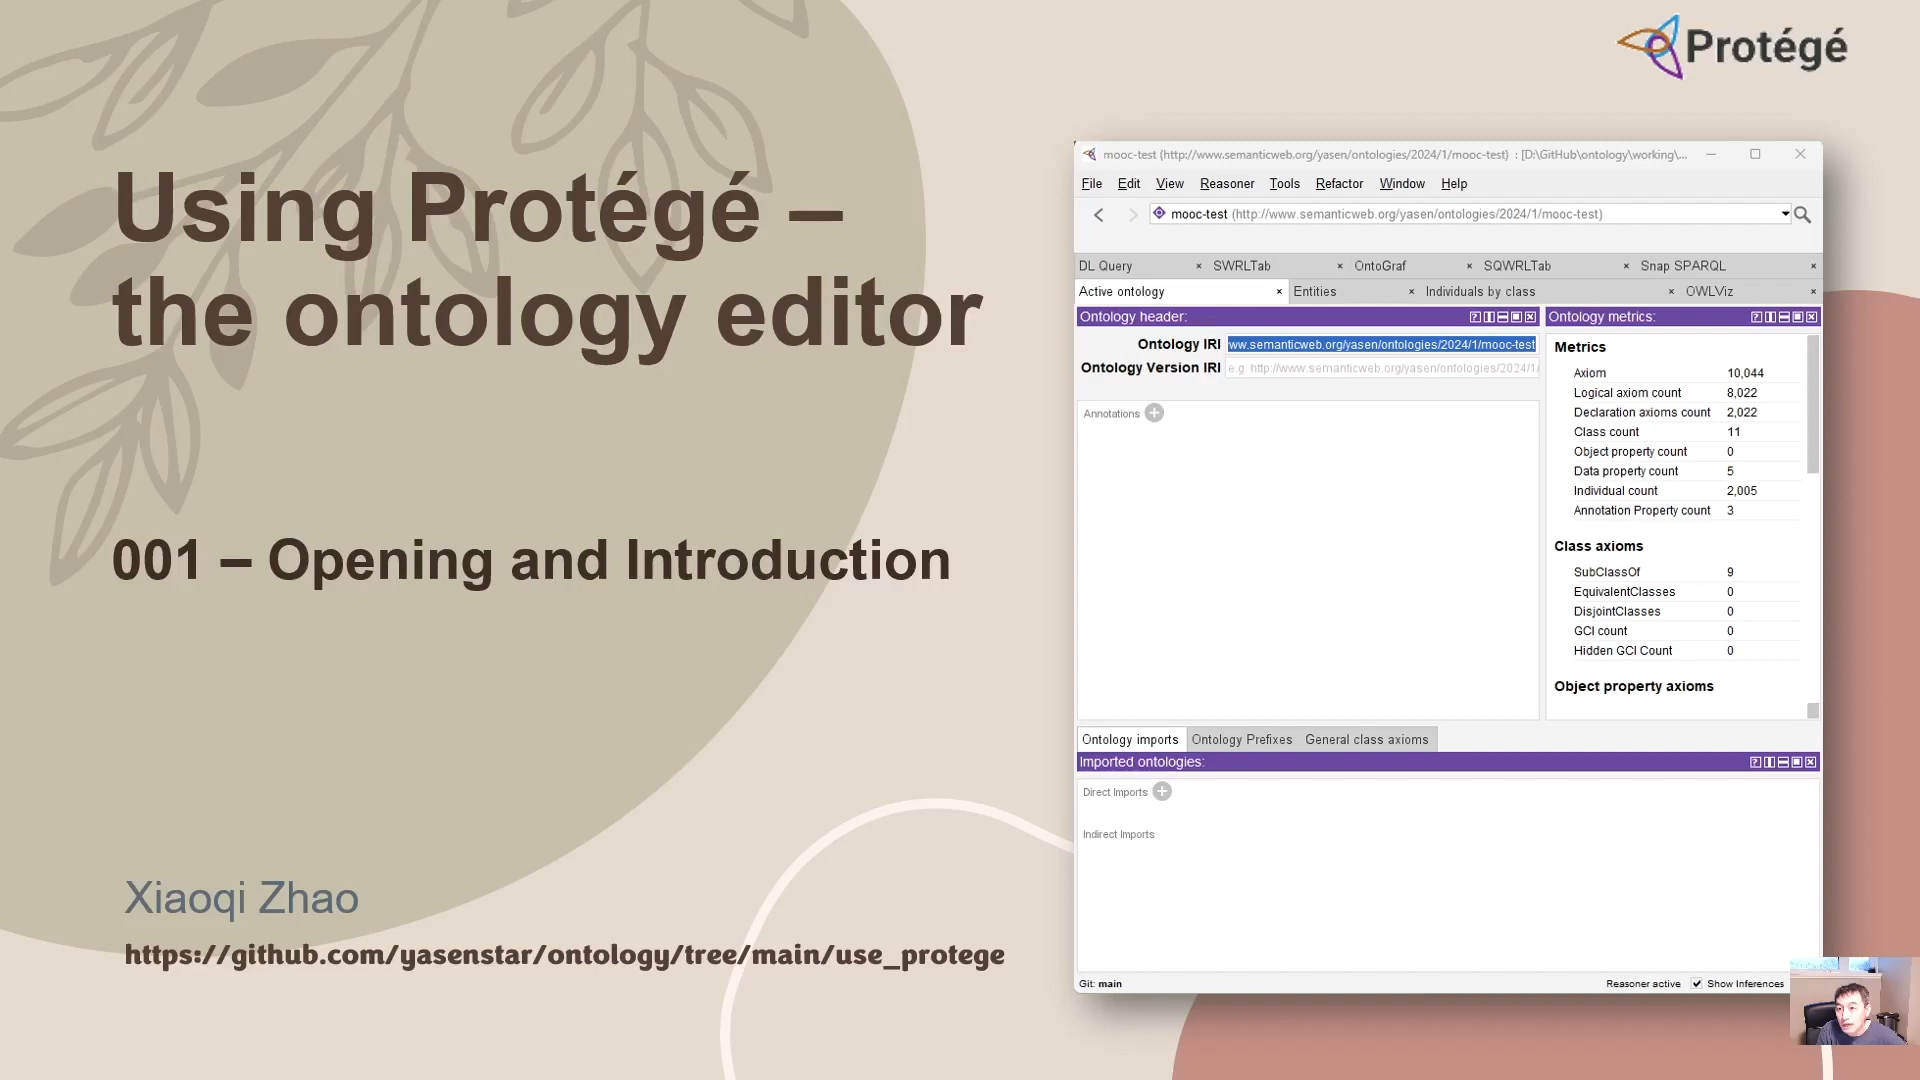 Protégé
Using Protégé –
the ontology editor
001 – Opening and Introduction
Xiaoqi Zhao
https://github.com/yasenstar/ontology/tree/main/use_protege
mooc-test (http://www.semanticweb.org/yasen/ontologies/2024/1/mooc-test) : [D:\GitHub\ontology\working\...
File Edit View Reasoner Tools Refactor Window Help
mooc-test (http://www.semanticweb.org/yasen/ontologies/2024/1/mooc-test)
DL Query × SWRLTab × OntoGraf × SQWRLTab × Snap SPARQL ×
Active ontology × Entities × Individuals by class × OWLViz ×
Ontology header:
Ontology IRI ww.semanticweb.org/yasen/ontologies/2024/1/mooc-test
Ontology Version IRI e.g. http://www.semanticweb.org/yasen/ontologies/2024/1/
Annotations
Ontology metrics:
Metrics
Axiom 10,044
Logical axiom count 8,022
Declaration axioms count 2,022
Class count 11
Object property count 0
Data property count 5
Individual count 2,005
Annotation Property count 3
Class axioms
SubClassOf 9
EquivalentClasses 0
DisjointClasses 0
GCI count 0
Hidden GCI Count 0
Object property axioms
Ontology imports Ontology Prefixes General class axioms
Imported ontologies:
Direct Imports
Indirect Imports
Git: main
Reasoner active Show Inferences